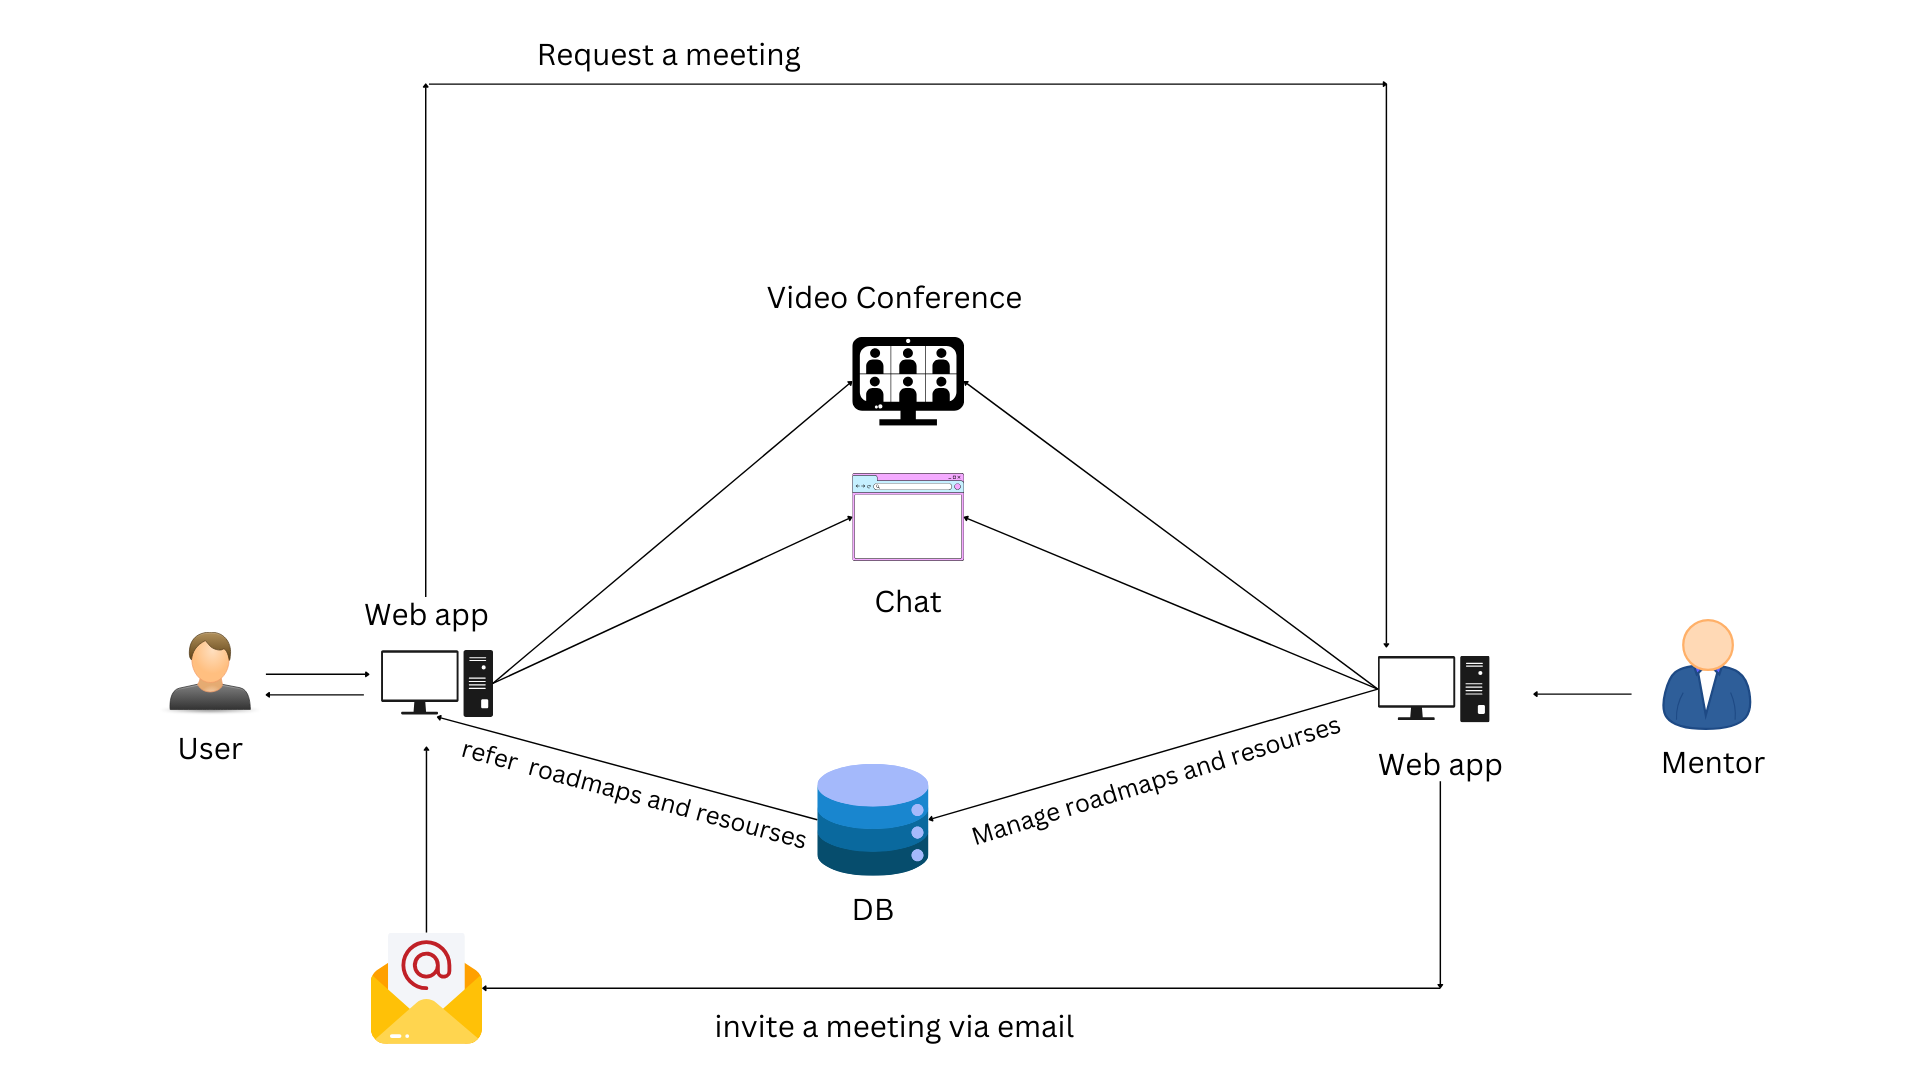 Request a meeting
Video Conference
Chat
Web app
User
refer roadmaps and resourses
Manage roadmaps and resourses
Web app
Mentor
DB
invite a meeting via email